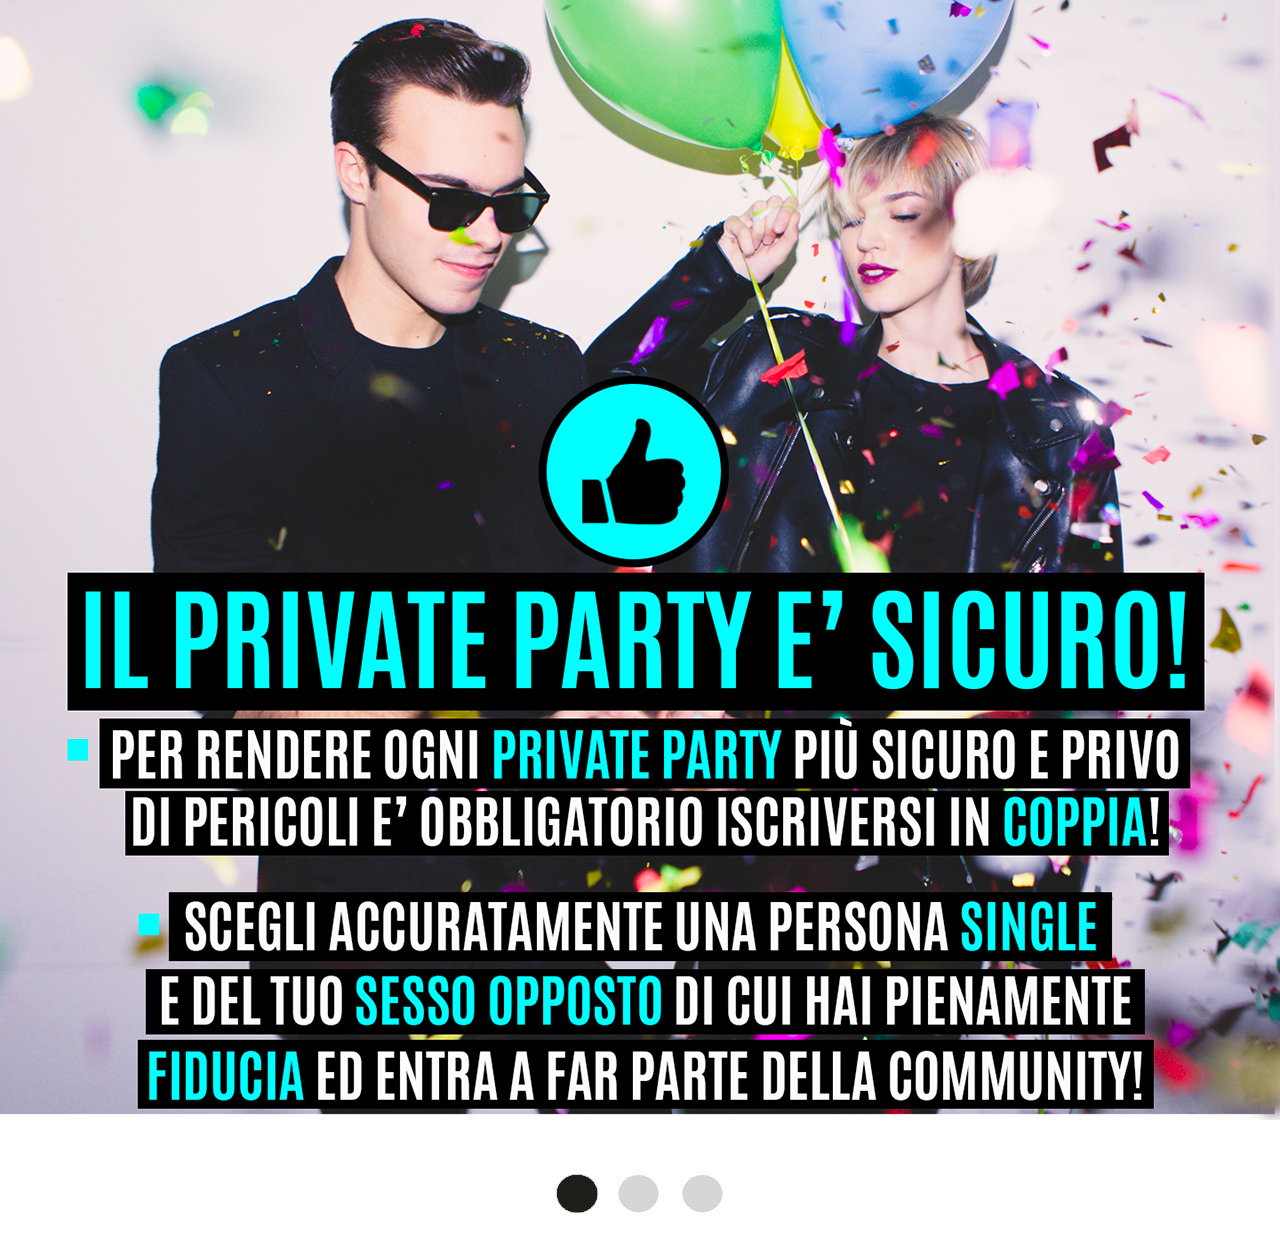 IL PRIVATE PARTY E’ SICURO!
PER RENDERE OGNI PRIVATE PARTY PIÙ SICURO E PRIVO
DI PERICOLI E’ OBBLIGATORIO ISCRIVERSI IN COPPIA!
SCEGLI ACCURATAMENTE UNA PERSONA SINGLE
E DEL TUO SESSO OPPOSTO DI CUI HAI PIENAMENTE
FIDUCIA ED ENTRA A FAR PARTE DELLA COMMUNITY!